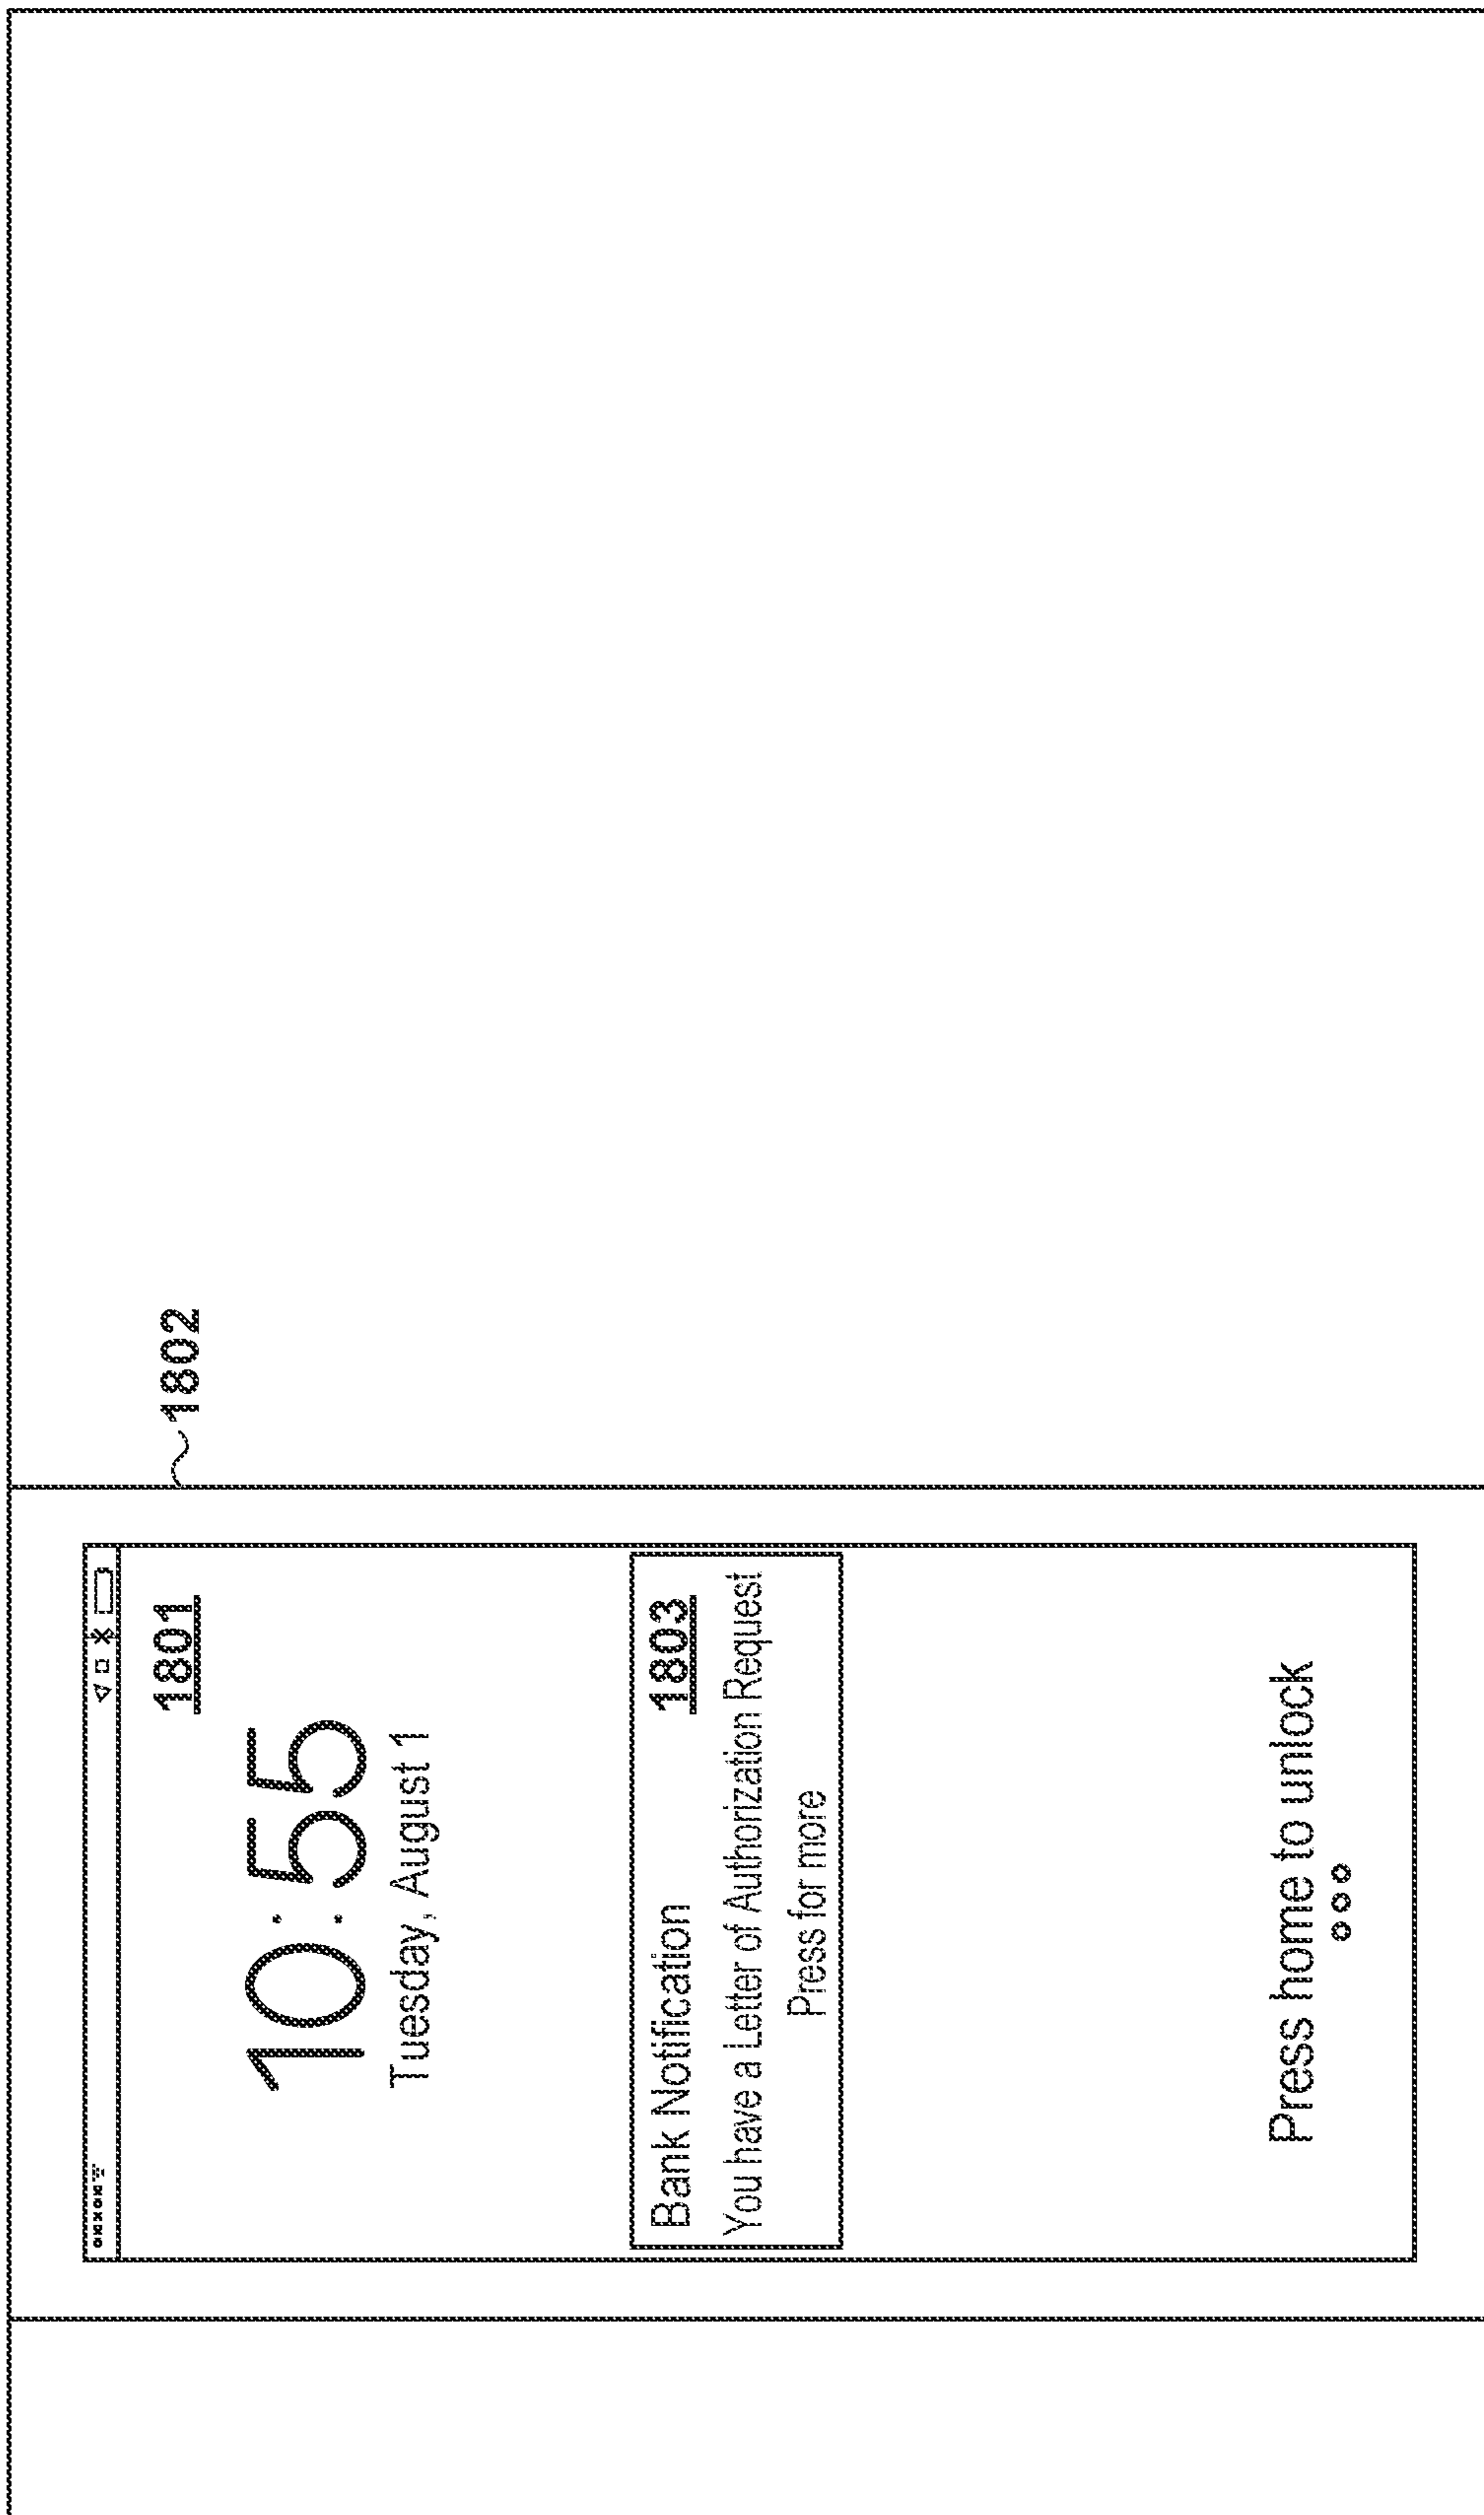 1801
1802
10:55
Tuesday, August 1
Bank Notification 1803
You have a Letter of Authorization Request
Press for more
Press home to unlock